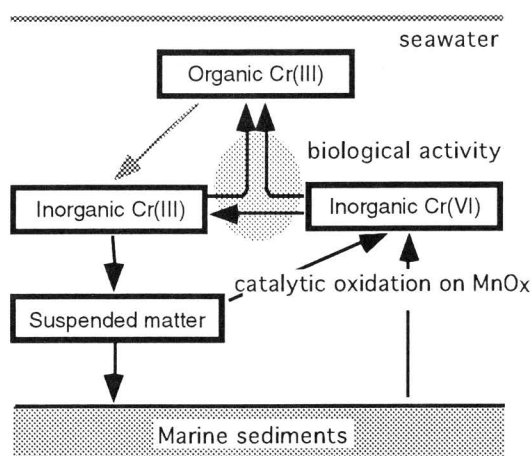 seawater
Organic Cr(III)
biological activity
Inorganic Cr(III)
Inorganic Cr(VI)
catalytic oxidation on MnOx
Suspended matter
Marine sediments